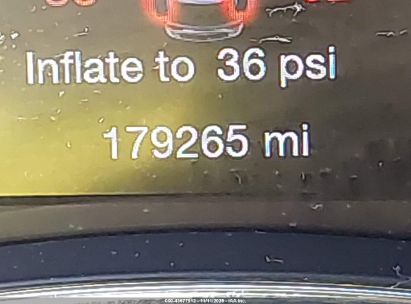 Inflate to 36 psi
179265 mi